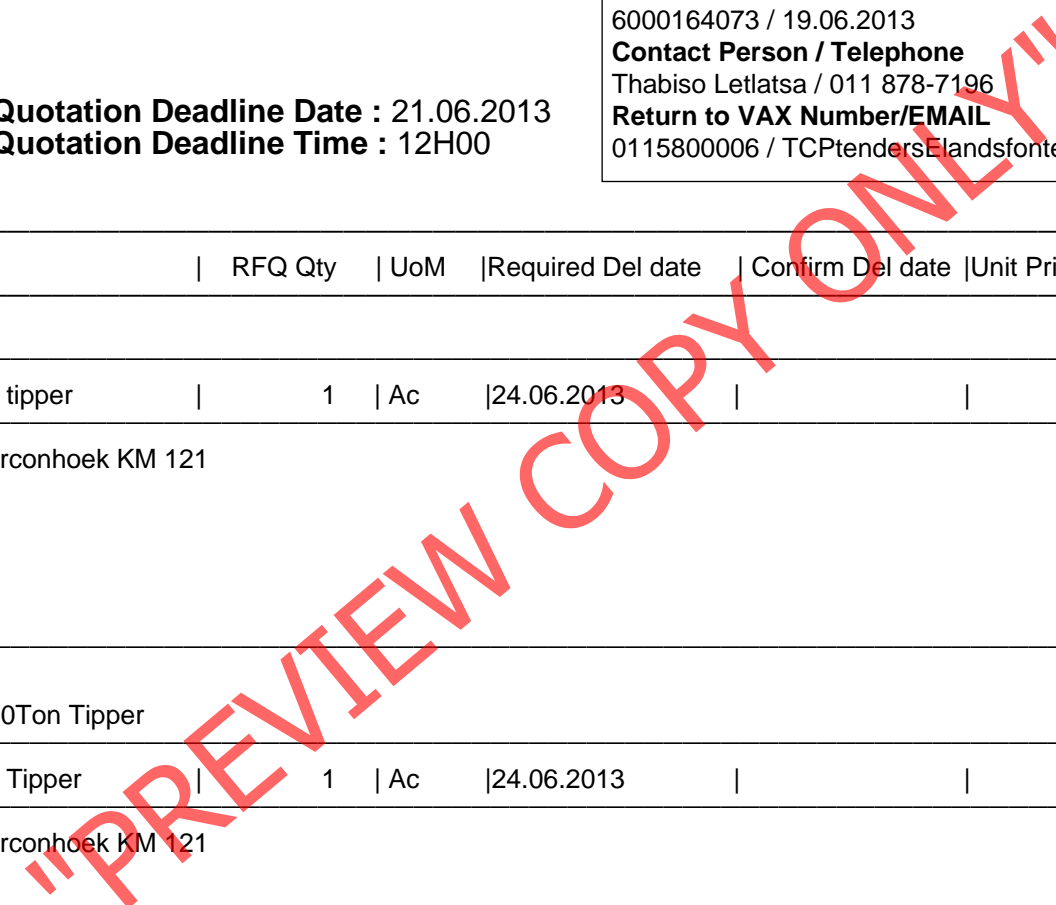 6000164073 / 19.06.2013
Contact Person / Telephone
Thabiso Letlatsa / 011 878-7196
Quotation Deadline Date : 21.06.2013
Return to VAX Number/EMAIL
Quotation Deadline Time : 12H00
0115800006 / TCPtendersElandsfonte
| RFQ Qty | UoM |Required Del date | Confirm Del date |Unit Pri
tipper | 1 | Ac |24.06.2013 | |
rconhoek KM 121
0Ton Tipper
Tipper | 1 | Ac |24.06.2013 | |
rconhoek KM 121
"PREVIEW COPY ONLY"